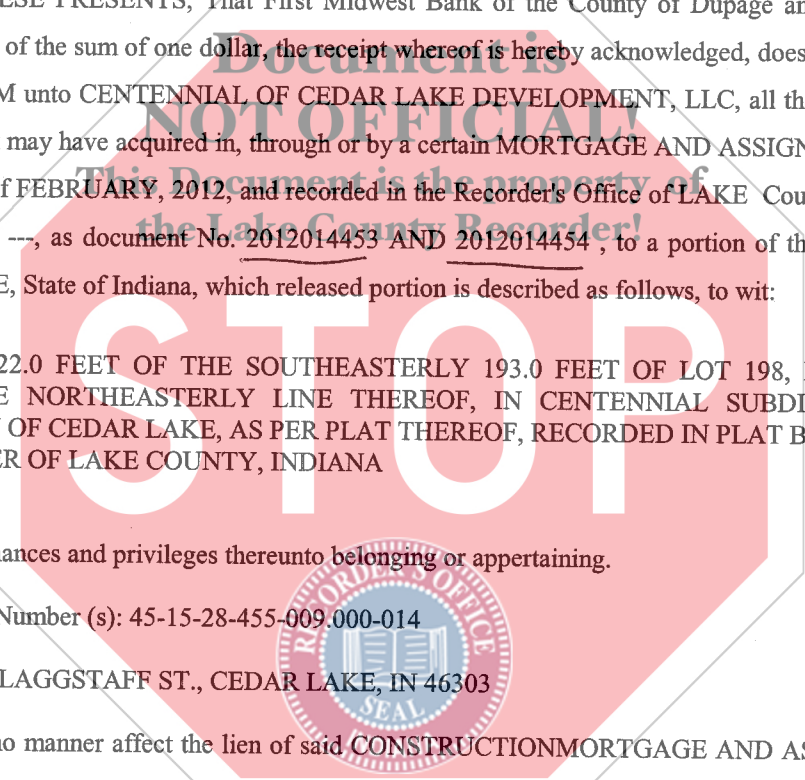 ESE PRESENTS, That First Midwest Bank of the County of Dupage an
of the sum of one dollar, the receipt whereof is hereby acknowledged, does
Document is
M unto CENTENNIAL OF CEDAR LAKE DEVELOPMENT, LLC, all th
NOT OFFICIAL!
may have acquired in, through or by a certain MORTGAGE AND ASSIGN
This Document is the property of
f FEBRUARY, 2012, and recorded in the Recorder's Office of LAKE Cou
the Lake County Recorder!
---, as document No. 2012014453 AND 2012014454 , to a portion of th
E, State of Indiana, which released portion is described as follows, to wit:
STOP
22.0 FEET OF THE SOUTHEASTERLY 193.0 FEET OF LOT 198,
E NORTHEASTERLY LINE THEREOF, IN CENTENNIAL SUBDI
OF CEDAR LAKE, AS PER PLAT THEREOF, RECORDED IN PLAT B
ER OF LAKE COUNTY, INDIANA
nances and privileges thereunto belonging or appertaining.
Number (s): 45-15-28-455-009.000-014
RECORDER'S OFFICE
SEAL
LAGGSTAFF ST., CEDAR LAKE, IN 46303
no manner affect the lien of said CONSTRUCTIONMORTGAGE AND AS